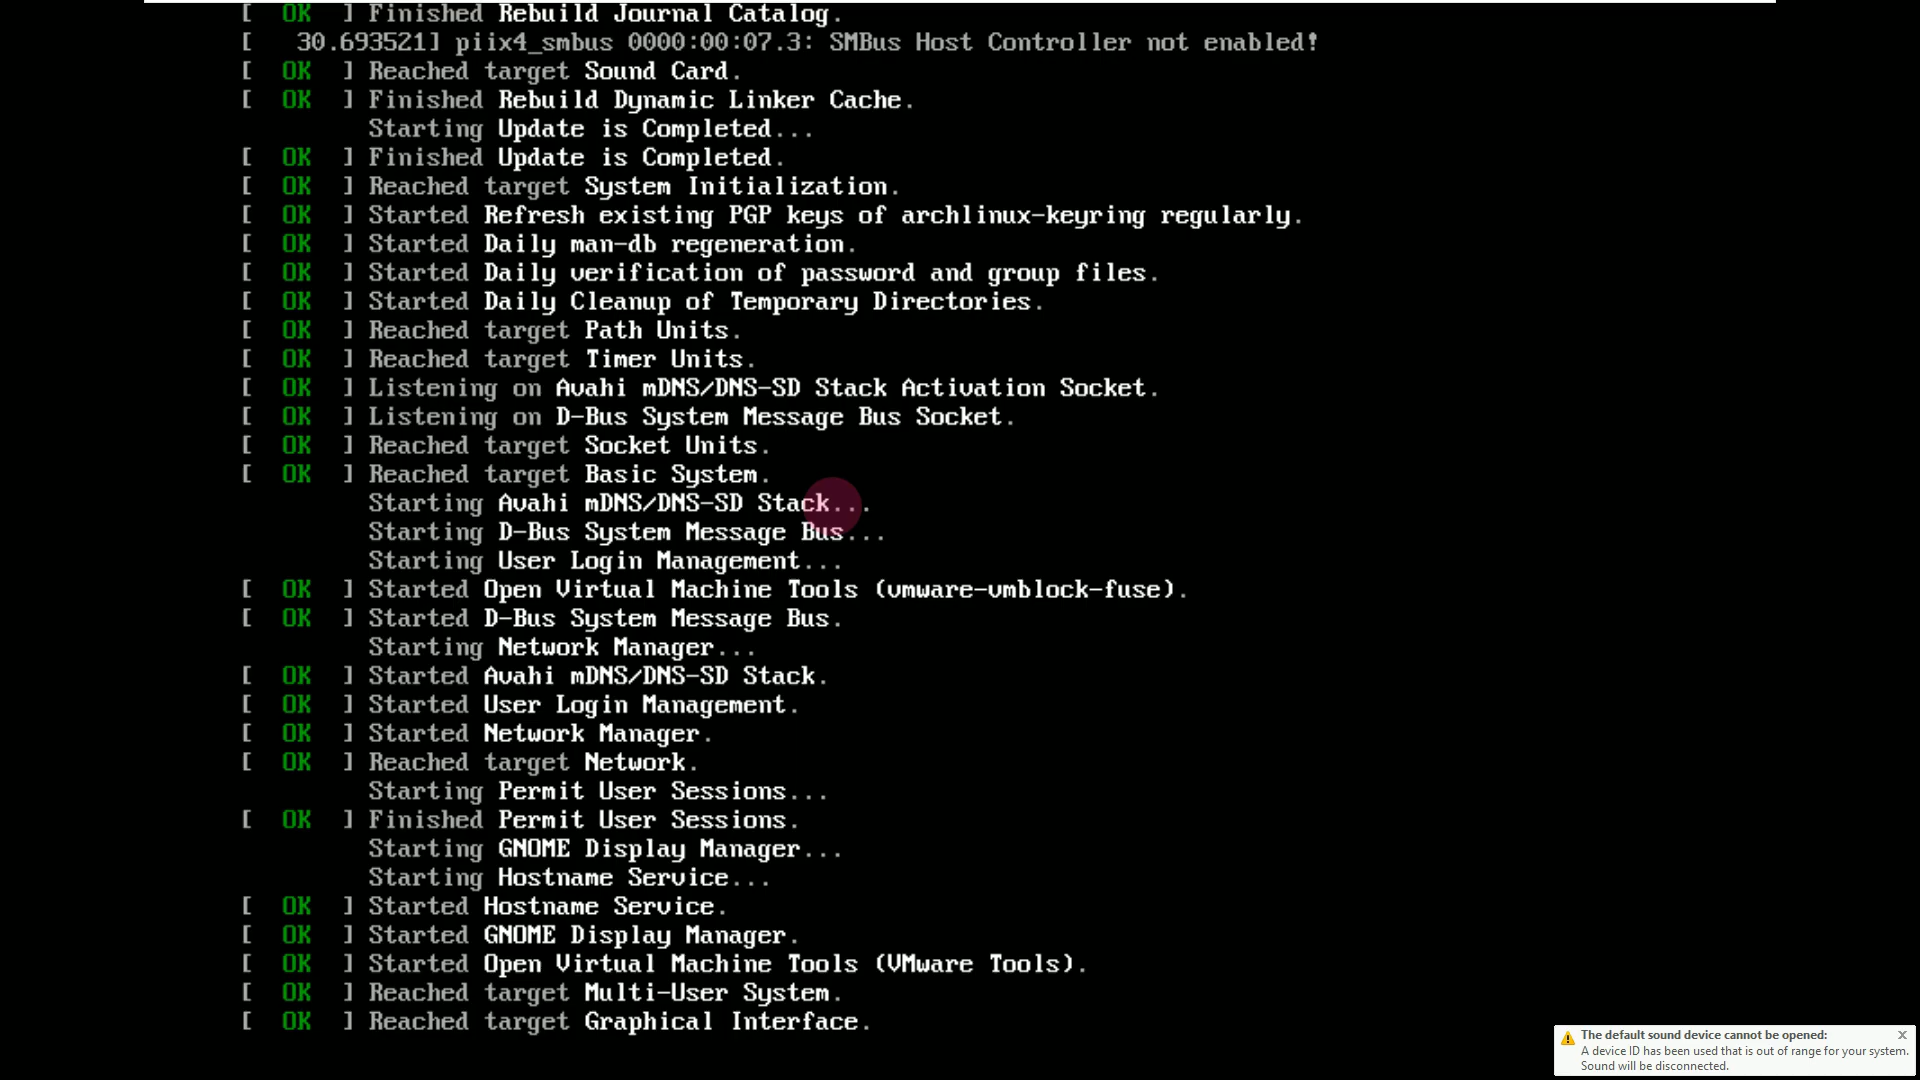 [  OK  ] Finished Rebuild Journal Catalog.
[   30.693521] piix4_smbus 0000:00:07.3: SMBus Host Controller not enabled!
[  OK  ] Reached target Sound Card.
[  OK  ] Finished Rebuild Dynamic Linker Cache.
Starting Update is Completed...
[  OK  ] Finished Update is Completed.
[  OK  ] Reached target System Initialization.
[  OK  ] Started Refresh existing PGP keys of archlinux-keyring regularly.
[  OK  ] Started Daily man-db regeneration.
[  OK  ] Started Daily verification of password and group files.
[  OK  ] Started Daily Cleanup of Temporary Directories.
[  OK  ] Reached target Path Units.
[  OK  ] Reached target Timer Units.
[  OK  ] Listening on Avahi mDNS/DNS-SD Stack Activation Socket.
[  OK  ] Listening on D-Bus System Message Bus Socket.
[  OK  ] Reached target Socket Units.
[  OK  ] Reached target Basic System.
Starting Avahi mDNS/DNS-SD Stack...
Starting D-Bus System Message Bus...
Starting User Login Management...
[  OK  ] Started Open Virtual Machine Tools (vmware-vmblock-fuse).
[  OK  ] Started D-Bus System Message Bus.
Starting Network Manager...
[  OK  ] Started Avahi mDNS/DNS-SD Stack.
[  OK  ] Started User Login Management.
[  OK  ] Started Network Manager.
[  OK  ] Reached target Network.
Starting Permit User Sessions...
[  OK  ] Finished Permit User Sessions.
Starting GNOME Display Manager...
Starting Hostname Service...
[  OK  ] Started Hostname Service.
[  OK  ] Started GNOME Display Manager.
[  OK  ] Started Open Virtual Machine Tools (VMware Tools).
[  OK  ] Reached target Multi-User System.
[  OK  ] Reached target Graphical Interface.
The default sound device cannot be opened:
A device ID has been used that is out of range for your system.
Sound will be disconnected.